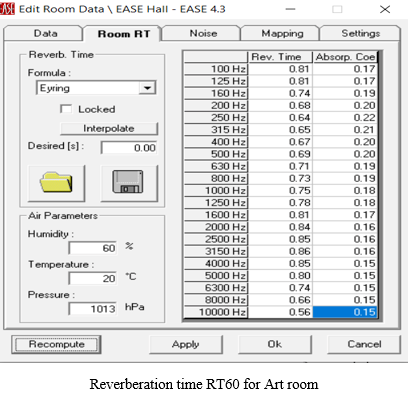 EASE Edit Room Data \ EASE Hall - EASE 4.3
Data Room RT Noise Mapping Settings
Reverb. Time
Formula :
Eyring
Locked
Interpolate
Desired [s] : 0.00
Air Parameters
Humidity :
60 %
Temperature :
20 °C
Pressure :
1013 hPa
Rev. Time Absorp. Coe
100 Hz 0.81 0.17
125 Hz 0.81 0.17
160 Hz 0.74 0.19
200 Hz 0.68 0.20
250 Hz 0.64 0.22
315 Hz 0.65 0.21
400 Hz 0.67 0.20
500 Hz 0.69 0.20
630 Hz 0.71 0.19
800 Hz 0.73 0.19
1000 Hz 0.75 0.18
1250 Hz 0.78 0.18
1600 Hz 0.81 0.17
2000 Hz 0.84 0.16
2500 Hz 0.85 0.16
3150 Hz 0.86 0.16
4000 Hz 0.85 0.15
5000 Hz 0.80 0.15
6300 Hz 0.74 0.15
8000 Hz 0.66 0.15
10000 Hz 0.56 0.15
Recompute Apply Ok Cancel
Reverberation time RT60 for Art room